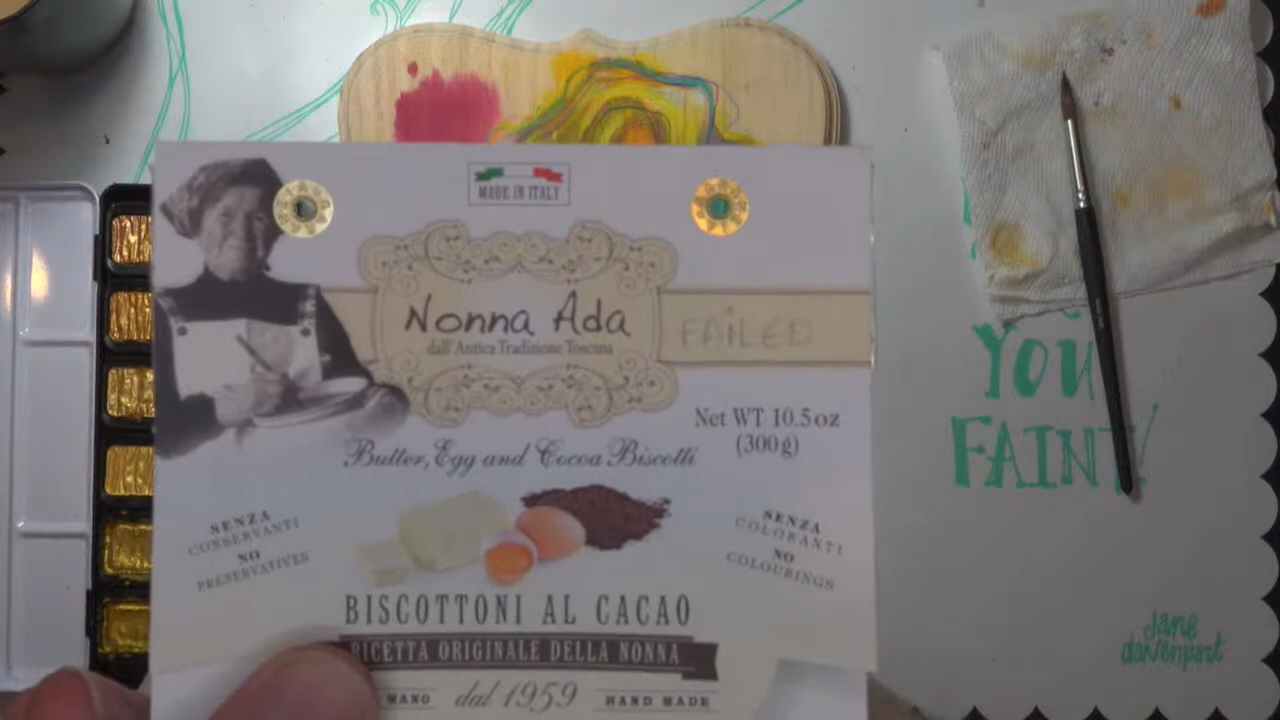 MADE IN ITALY
Nonna Ada
dall'Antica Tradizione Toscana
FAILED
Net WT 10.5oz
(300g)
Butter, Egg and Cocoa Biscotti
SENZA
CONSERVANTI
NO
PRESERVATIVES
SENZA
COLORANTI
NO
COLOURINGS
BISCOTTONI AL CACAO
RICETTA ORIGINALE DELLA NONNA
MANO
dal 1959
HAND MADE
You
FAINT!
jane
davenport